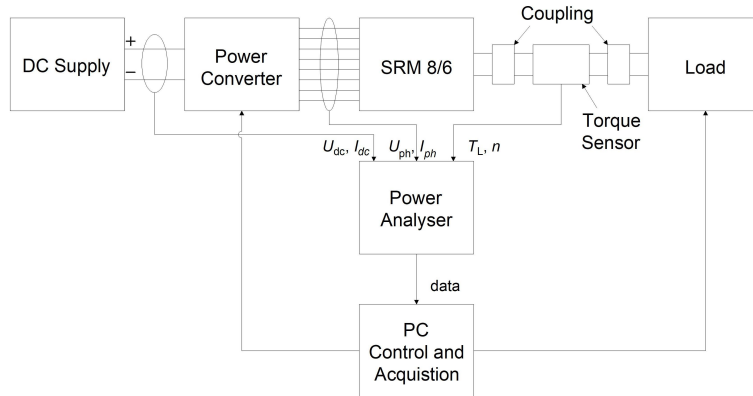 Coupling
+
−
DC Supply
Power
Converter
SRM 8/6
Load
Torque
Sensor
Udc, Idc
Uph, Iph
TL, n
Power
Analyser
data
PC
Control and
Acquistion